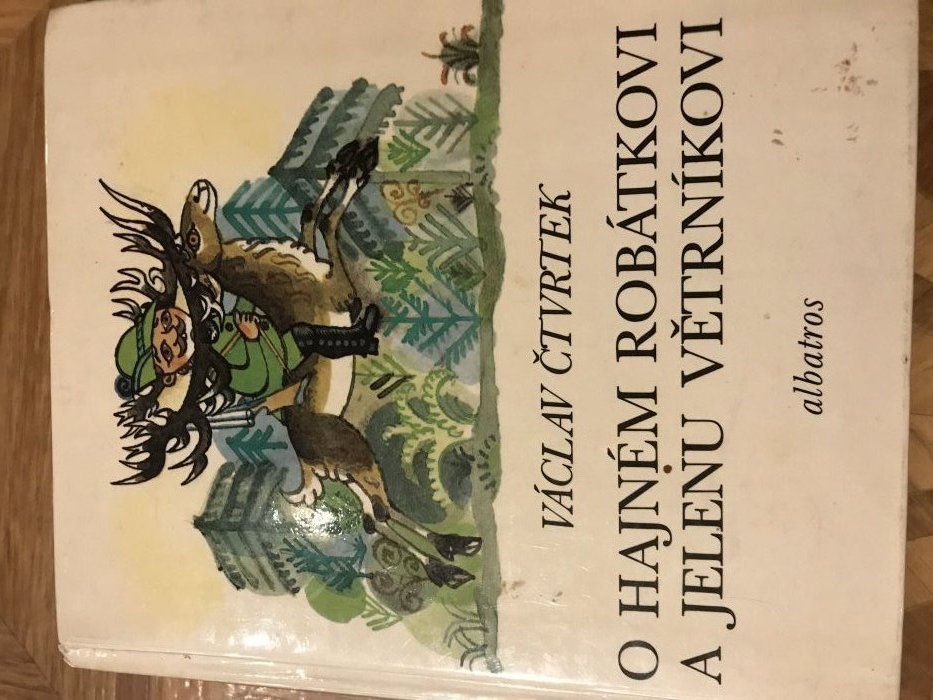 VÁCLAV ČTVRTEK
O HAJNÉM ROBÁTKOVI
A JELENU VĚTRNÍKOVI
albatros